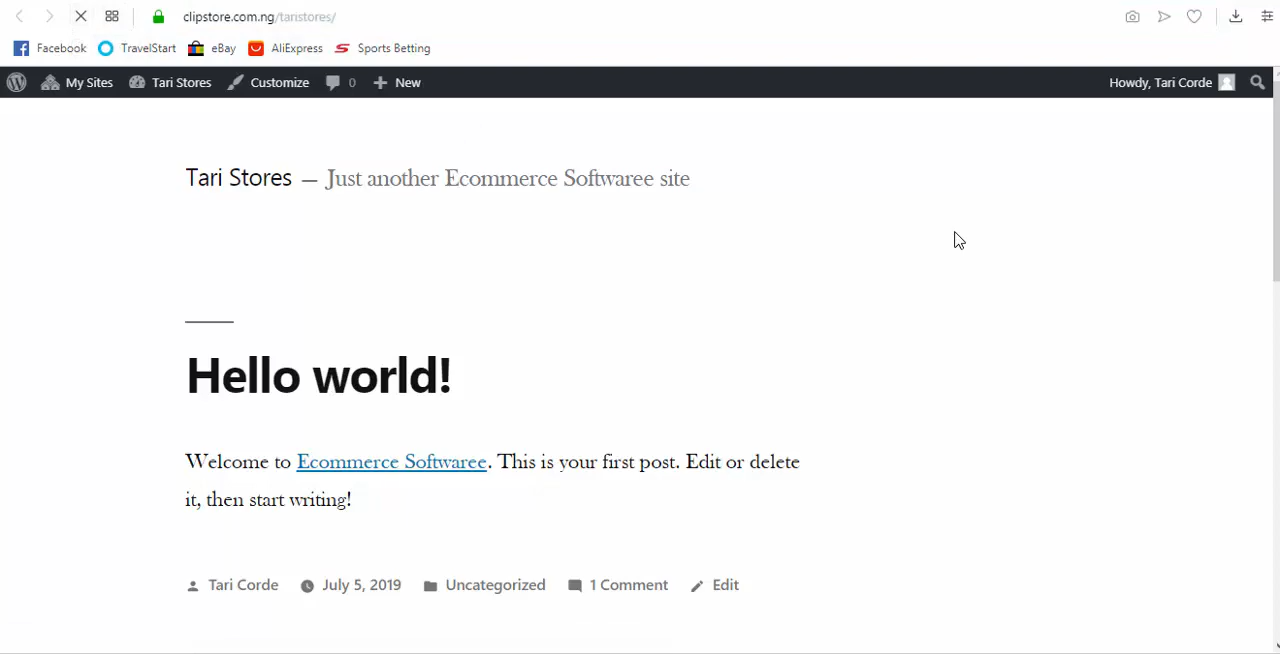 clipstore.com.ng/taristores/
Facebook TravelStart eBay AliExpress Sports Betting
My Sites Tari Stores Customize 0 New Howdy, Tari Corde
Tari Stores — Just another Ecommerce Softwaree site
Hello world!
Welcome to Ecommerce Softwaree. This is your first post. Edit or delete
it, then start writing!
Tari Corde July 5, 2019 Uncategorized 1 Comment Edit